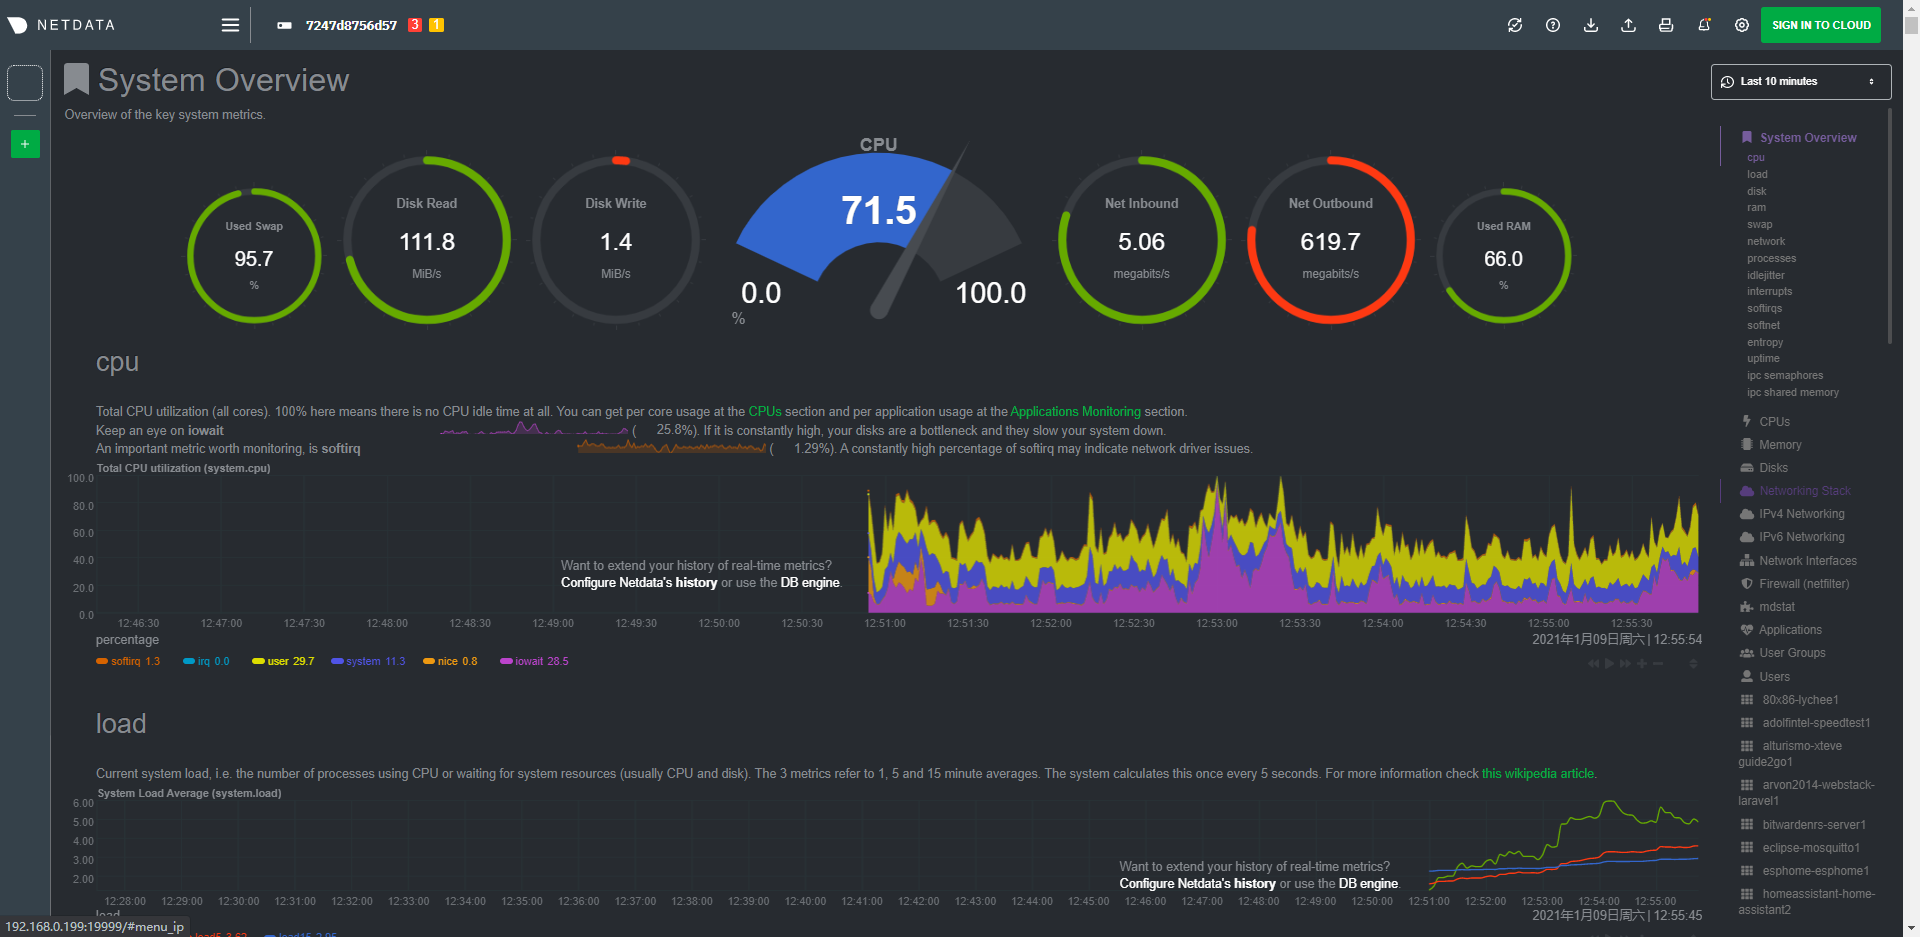 NETDATA
7247d8756d57 3 1
SIGN IN TO CLOUD
System Overview
Overview of the key system metrics.
Last 10 minutes
Used Swap
95.7
%
Disk Read
111.8
MiB/s
Disk Write
1.4
MiB/s
CPU
71.5
0.0
100.0
%
Net Inbound
5.06
megabits/s
Net Outbound
619.7
megabits/s
Used RAM
66.0
%
cpu
Total CPU utilization (all cores). 100% here means there is no CPU idle time at all. You can get per core usage at the CPUs section and per application usage at the Applications Monitoring section.
Keep an eye on iowait ( 25.8%). If it is constantly high, your disks are a bottleneck and they slow your system down.
An important metric worth monitoring, is softirq ( 1.29%). A constantly high percentage of softirq may indicate network driver issues.
Total CPU utilization (system.cpu)
100.0
80.0
60.0
40.0
20.0
0.0
Want to extend your history of real-time metrics?
Configure Netdata's history or use the DB engine.
12:46:30 12:47:00 12:47:30 12:48:00 12:48:30 12:49:00 12:49:30 12:50:00 12:50:30 12:51:00 12:51:30 12:52:00 12:52:30 12:53:00 12:53:30 12:54:00 12:54:30 12:55:00 12:55:30
percentage
2021年1月09日周六 | 12:55:54
softirq 1.3 irq 0.0 user 29.7 system 11.3 nice 0.8 iowait 28.5
load
Current system load, i.e. the number of processes using CPU or waiting for system resources (usually CPU and disk). The 3 metrics refer to 1, 5 and 15 minute averages. The system calculates this once every 5 seconds. For more information check this wikipedia article.
System Load Average (system.load)
6.00
5.00
4.00
3.00
2.00
Want to extend your history of real-time metrics?
Configure Netdata's history or use the DB engine.
12:28:00 12:29:00 12:30:00 12:31:00 12:32:00 12:33:00 12:34:00 12:35:00 12:36:00 12:37:00 12:38:00 12:39:00 12:40:00 12:41:00 12:42:00 12:43:00 12:44:00 12:45:00 12:46:00 12:47:00 12:48:00 12:49:00 12:50:00 12:51:00 12:52:00 12:53:00 12:54:00 12:55:00
load
2021年1月09日周六 | 12:55:45
192.168.0.199:19999/#menu_ip
System Overview
cpu
load
disk
ram
swap
network
processes
idlejitter
interrupts
softirqs
softnet
entropy
uptime
ipc semaphores
ipc shared memory
CPUs
Memory
Disks
Networking Stack
IPv4 Networking
IPv6 Networking
Network Interfaces
Firewall (netfilter)
mdstat
Applications
User Groups
Users
80x86-lychee1
adolfintel-speedtest1
alturismo-xteve
guide2go1
arvon2014-webstack-
laravel1
bitwardenrs-server1
eclipse-mosquitto1
esphome-esphome1
homeassistant-home-
assistant2